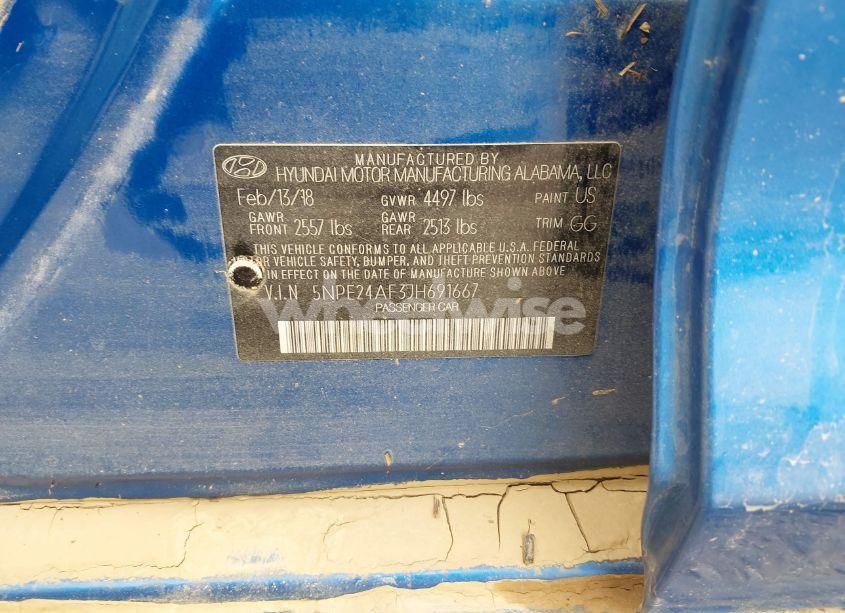 MANUFACTURED BY
HYUNDAI MOTOR MANUFACTURING ALABAMA, LLC
Feb/13/18 GVWR 4497 lbs PAINT US
GAWR FRONT 2557 lbs GAWR REAR 2513 lbs TRIM GG
THIS VEHICLE CONFORMS TO ALL APPLICABLE U.S.A. FEDERAL
MOTOR VEHICLE SAFETY, BUMPER, AND THEFT PREVENTION STANDARDS
IN EFFECT ON THE DATE OF MANUFACTURE SHOWN ABOVE
V.I.N 5NPE24AF3JH691667
PASSENGER CAR